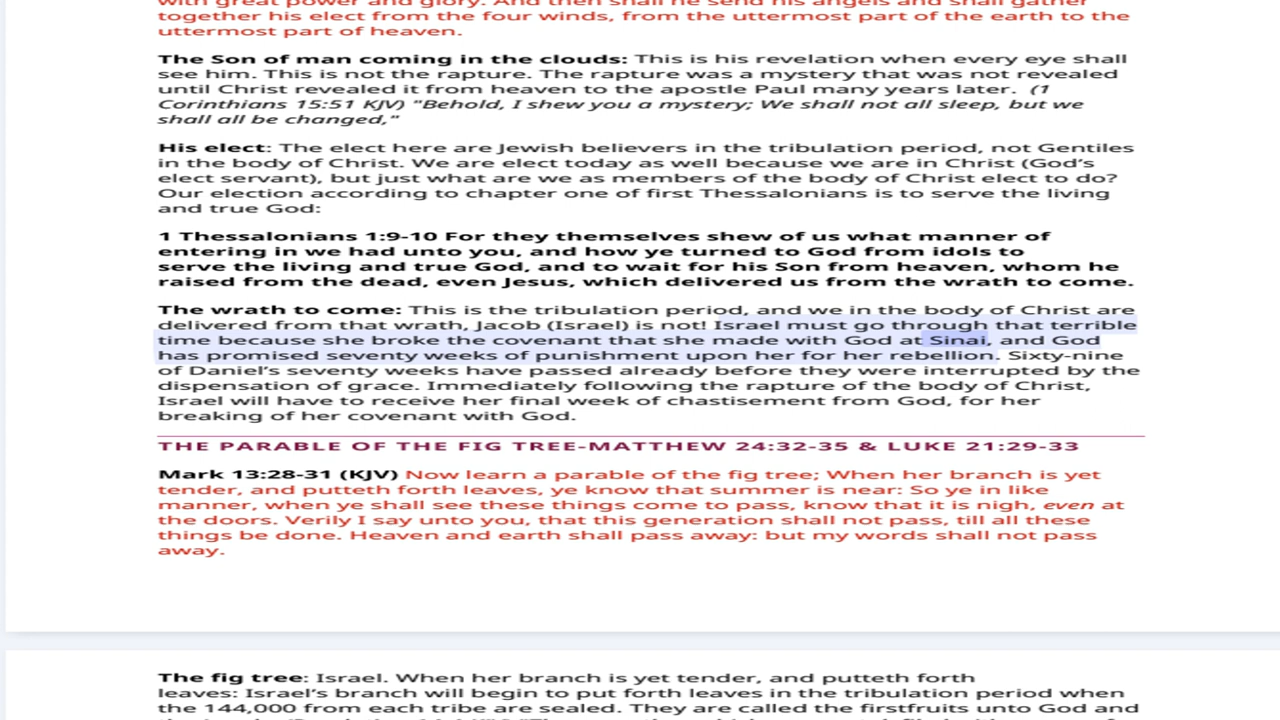 with great power and glory. And then shall he send his angels and shall gather
together his elect from the four winds, from the uttermost part of the earth to the
uttermost part of heaven.
The Son of man coming in the clouds: This is his revelation when every eye shall
see him. This is not the rapture. The rapture was a mystery that was not revealed
until Christ revealed it from heaven to the apostle Paul many years later. (1
Corinthians 15:51 KJV) "Behold, I shew you a mystery; We shall not all sleep, but we
shall all be changed,"
His elect: The elect here are Jewish believers in the tribulation period, not Gentiles
in the body of Christ. We are elect today as well because we are in Christ (God's
elect servant), but just what are we as members of the body of Christ elect to do?
Our election according to chapter one of first Thessalonians is to serve the living
and true God:
1 Thessalonians 1:9-10 For they themselves shew of us what manner of
entering in we had unto you, and how ye turned to God from idols to
serve the living and true God, and to wait for his Son from heaven, whom he
raised from the dead, even Jesus, which delivered us from the wrath to come.
The wrath to come: This is the tribulation period, and we in the body of Christ are
delivered from that wrath, Jacob (Israel) is not! Israel must go through that terrible
time because she broke the covenant that she made with God at Sinai, and God
has promised seventy weeks of punishment upon her for her rebellion. Sixty-nine
of Daniel's seventy weeks have passed already before they were interrupted by the
dispensation of grace. Immediately following the rapture of the body of Christ,
Israel will have to receive her final week of chastisement from God, for her
breaking of her covenant with God.
THE PARABLE OF THE FIG TREE-MATTHEW 24:32-35 & LUKE 21:29-33
Mark 13:28-31 (KJV) Now learn a parable of the fig tree; When her branch is yet
tender, and putteth forth leaves, ye know that summer is near: So ye in like
manner, when ye shall see these things come to pass, know that it is nigh, even at
the doors. Verily I say unto you, that this generation shall not pass, till all these
things be done. Heaven and earth shall pass away: but my words shall not pass
away.
The fig tree: Israel. When her branch is yet tender, and putteth forth
leaves: Israel's branch will begin to put forth leaves in the tribulation period when
the 144,000 from each tribe are sealed. They are called the firstfruits unto God and